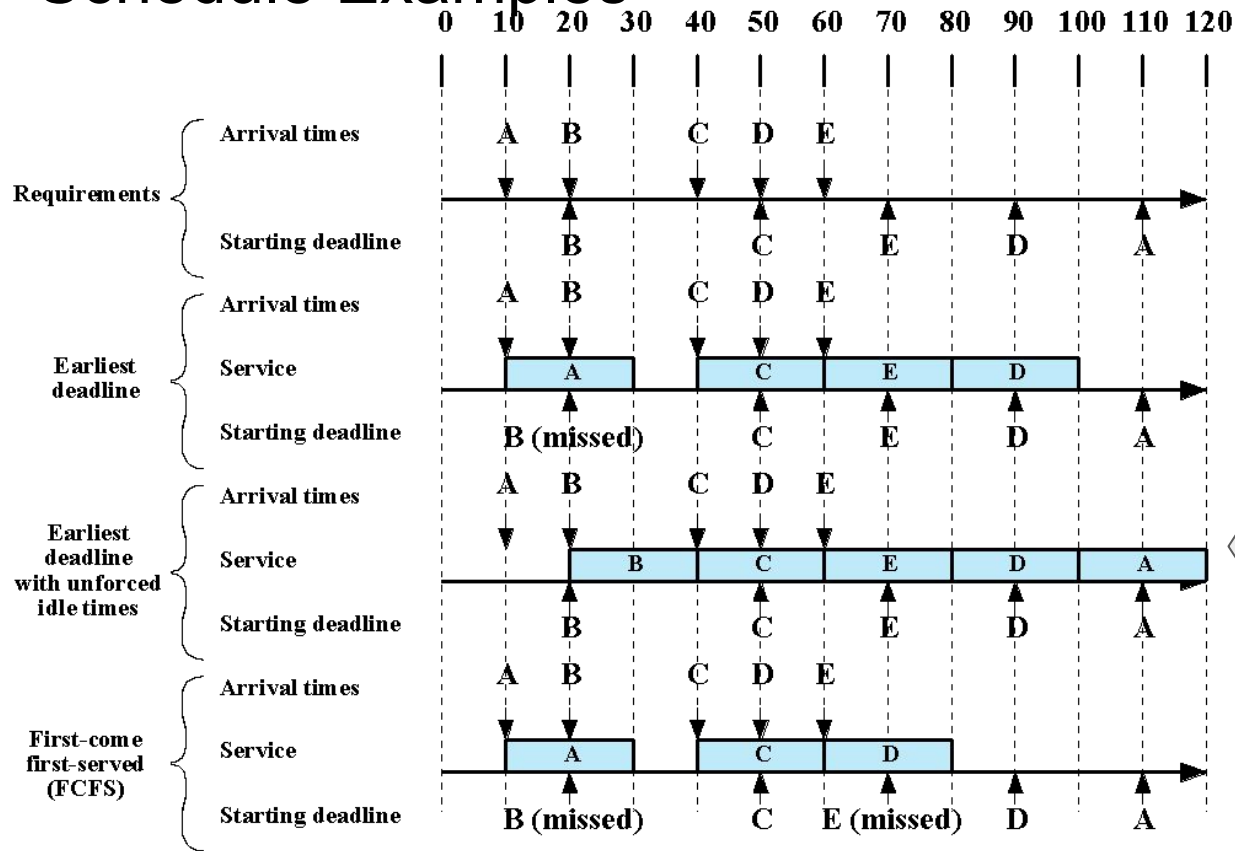 Schedule Examples
0 10 20 30 40 50 60 70 80 90 100 110 120
Arrival times A B C D E
Requirements
Starting deadline B C E D A
Arrival times A B C D E
Earliest
deadline
Service A C E D
Starting deadline B (missed) C E D A
Arrival times A B C D E
Earliest
deadline
with unforced
idle times
Service B C E D A
Starting deadline B C E D A
Arrival times A B C D E
First-come
first-served
(FCFS)
Service A C D
Starting deadline B (missed) C E (missed) D A